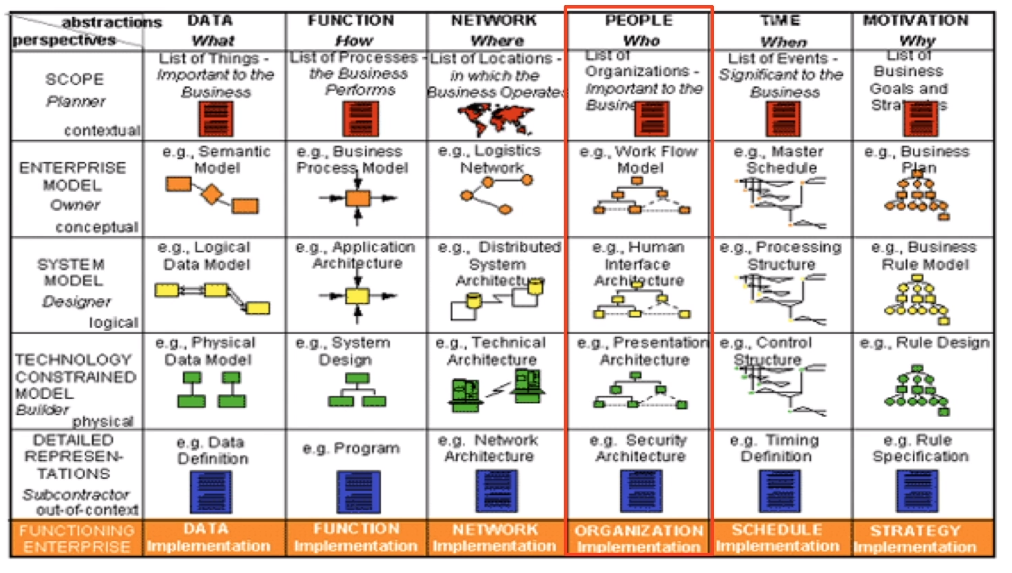 abstractions
perspectives
DATA
What
FUNCTION
How
NETWORK
Where
PEOPLE
Who
TIME
When
MOTIVATION
Why
SCOPE
Planner
contextual
List of Things -
Important to the
Business
List of Processes -
the Business
Performs
List of Locations -
in which the
Business Operates
List of
Organizations -
Important to the
Business
List of Events -
Significant to the
Business
List of
Business
Goals and
Strategies
ENTERPRISE
MODEL
Owner
conceptual
e.g., Semantic
Model
e.g., Business
Process Model
e.g., Logistics
Network
e.g., Work Flow
Model
e.g., Master
Schedule
e.g., Business
Plan
SYSTEM
MODEL
Designer
logical
e.g., Logical
Data Model
e.g., Application
Architecture
e.g., Distributed
System
Architecture
e.g., Human
Interface
Architecture
e.g., Processing
Structure
e.g., Business
Rule Model
TECHNOLOGY
CONSTRAINED
MODEL
Builder
physical
e.g., Physical
Data Model
e.g., System
Design
e.g., Technical
Architecture
e.g., Presentation
Architecture
e.g., Control
Structure
e.g., Rule Design
DETAILED
REPRESEN-
TATIONS
Subcontractor
out-of-context
e.g. Data
Definition
e.g. Program
e.g. Network
Architecture
e.g. Security
Architecture
e.g. Timing
Definition
e.g. Rule
Specification
FUNCTIONING
ENTERPRISE
DATA
Implementation
FUNCTION
Implementation
NETWORK
Implementation
ORGANIZATION
Implementation
SCHEDULE
Implementation
STRATEGY
Implementation